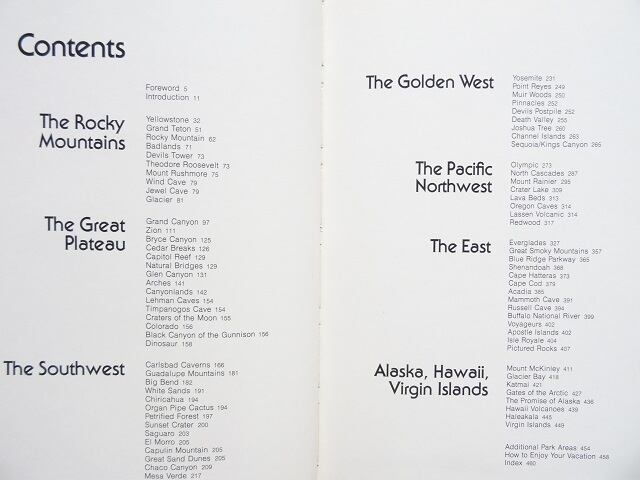 Contents
Foreword 5
Introduction 11
The Rocky
Mountains
Yellowstone 32
Grand Teton 51
Rocky Mountain 62
Badlands 71
Devils Tower 73
Theodore Roosevelt 73
Mount Rushmore 75
Wind Cave 79
Jewel Cave 79
Glacier 81
The Great
Plateau
Grand Canyon 97
Zion 111
Bryce Canyon 125
Cedar Breaks 126
Capitol Reef 129
Natural Bridges 129
Glen Canyon 131
Arches 141
Canyonlands 142
Lehman Caves 154
Timpanogos Cave 154
Craters of the Moon 155
Colorado 156
Black Canyon of the Gunnison 156
Dinosaur 158
The Southwest
Carlsbad Caverns 166
Guadalupe Mountains 181
Big Bend 182
White Sands 191
Chiricahua 194
Organ Pipe Cactus 194
Petrified Forest 197
Sunset Crater 200
Saguaro 203
El Morro 205
Capulin Mountain 205
Great Sand Dunes 205
Chaco Canyon 209
Mesa Verde 217
The Golden West
Yosemite 231
Point Reyes 249
Muir Woods 250
Pinnacles 252
Devils Postpile 252
Death Valley 255
Joshua Tree 260
Channel Islands 263
Sequoia/Kings Canyon 265
The Pacific
Northwest
Olympic 273
North Cascades 287
Mount Rainier 295
Crater Lake 309
Lava Beds 313
Oregon Caves 314
Lassen Volcanic 314
Redwood 317
The East
Everglades 327
Great Smoky Mountains 357
Blue Ridge Parkway 365
Shenandoah 368
Cape Hatteras 373
Cape Cod 379
Acadia 385
Mammoth Cave 391
Russell Cave 394
Buffalo National River 399
Voyageurs 402
Apostle Islands 402
Isle Royale 404
Pictured Rocks 407
Alaska, Hawaii,
Virgin Islands
Mount McKinley 411
Glacier Bay 418
Katmai 421
Gates of the Arctic 427
The Promise of Alaska 436
Hawaii Volcanoes 439
Haleakala 445
Virgin Islands 449
Additional Park Areas 454
How to Enjoy Your Vacation 458
Index 460